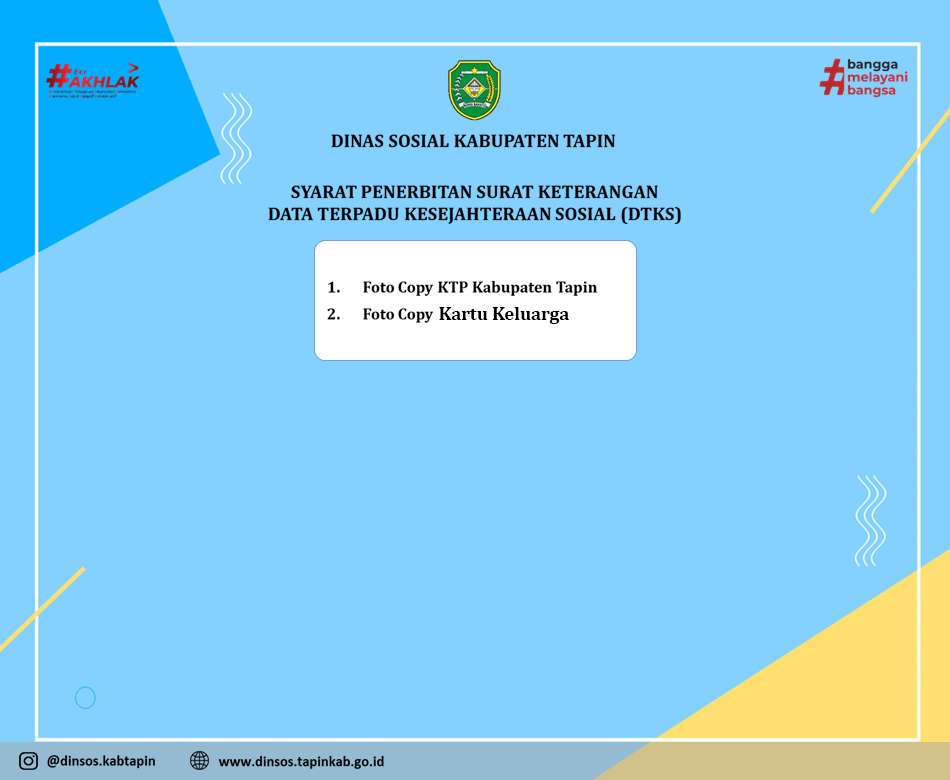 #AKHLAK
#bangga
melayani
bangsa
DINAS SOSIAL KABUPATEN TAPIN
SYARAT PENERBITAN SURAT KETERANGAN
DATA TERPADU KESEJAHTERAAN SOSIAL (DTKS)
1. Foto Copy KTP Kabupaten Tapin
2. Foto Copy Kartu Keluarga
@dinsos.kabtapin
www.dinsos.tapinkab.go.id